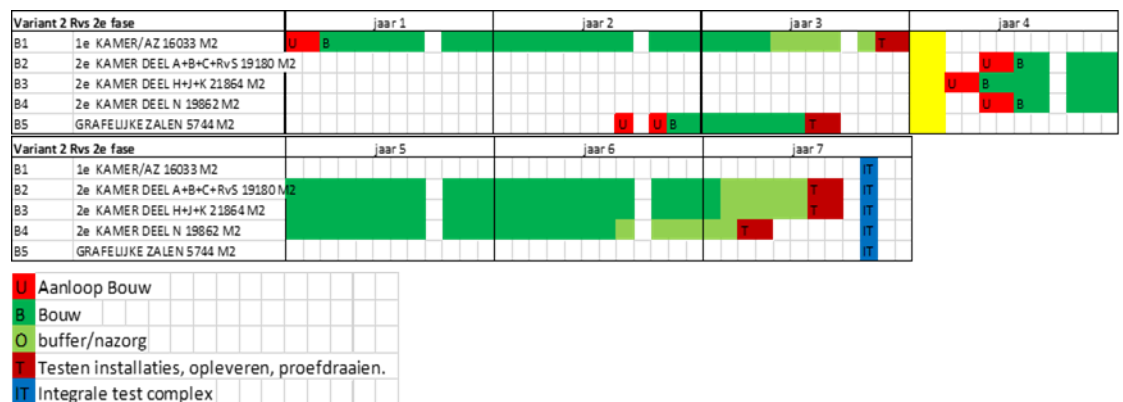 Variant 2 Rvs 2e fase jaar 1 jaar 2 jaar 3 jaar 4
B1 1e KAMER/AZ 16033 M2 U B T
B2 2e KAMER DEEL A+B+C+RvS 19180 M2 U B
B3 2e KAMER DEEL H+J+K 21864 M2 U B
B4 2e KAMER DEEL N 19862 M2 U B
B5 GRAFELIJKE ZALEN 5744 M2 U U B T
Variant 2 Rvs 2e fase jaar 5 jaar 6 jaar 7
B1 1e KAMER/AZ 16033 M2 IT
B2 2e KAMER DEEL A+B+C+RvS 19180 M2 T IT
B3 2e KAMER DEEL H+J+K 21864 M2 T IT
B4 2e KAMER DEEL N 19862 M2 T IT
B5 GRAFELIJKE ZALEN 5744 M2 IT
U Aanloop Bouw
B Bouw
O buffer/nazorg
T Testen installaties, opleveren, proefdraaien.
IT Integrale test complex